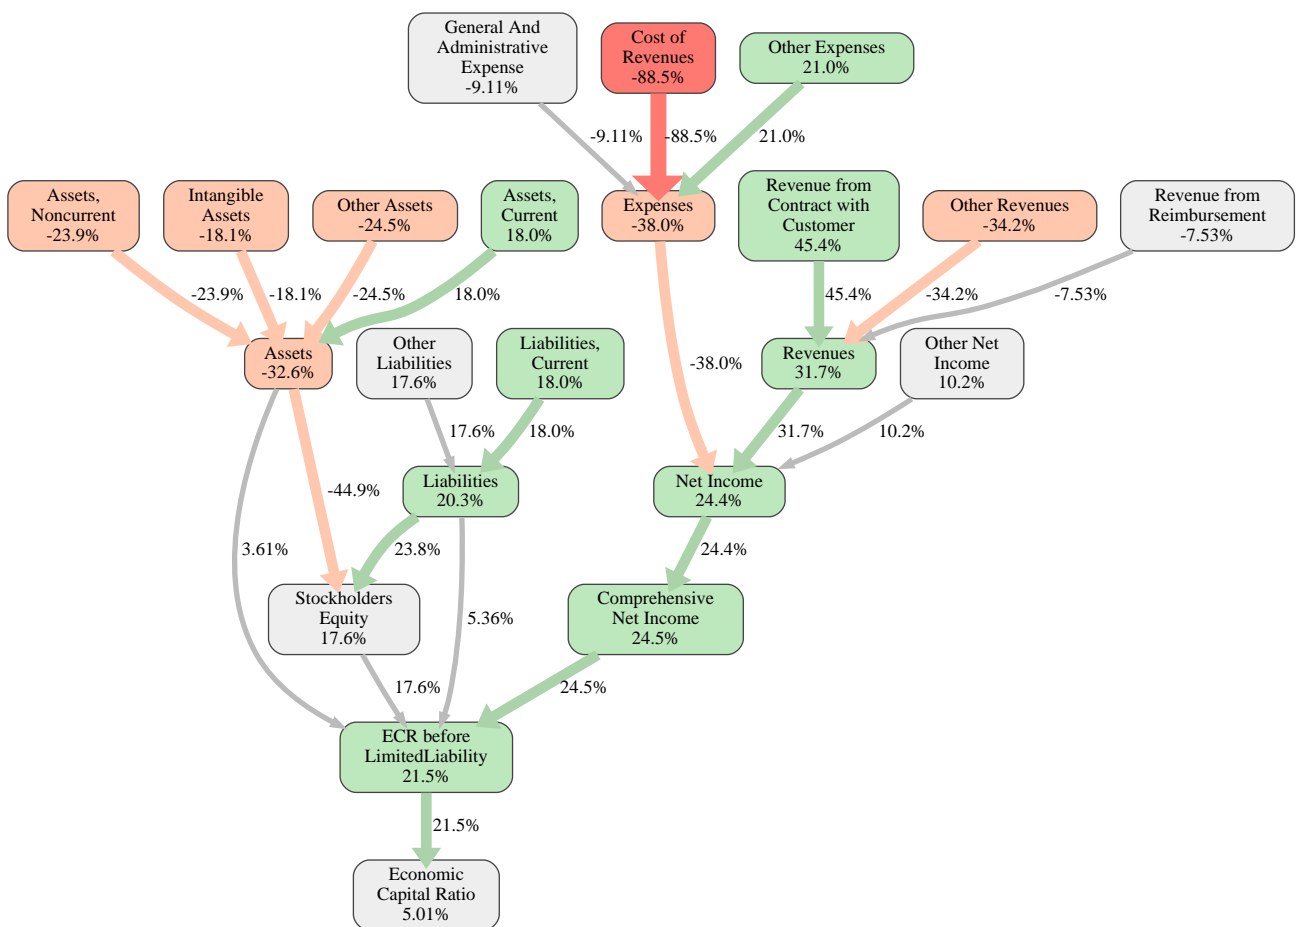 General And
Administrative
Expense
-9.11%
Cost of
Revenues
-88.5%
Other Expenses
21.0%
-9.11%
-88.5%
21.0%
Assets,
Noncurrent
-23.9%
Intangible
Assets
-18.1%
Other Assets
-24.5%
Assets,
Current
18.0%
Expenses
-38.0%
Revenue from
Contract with
Customer
45.4%
Other Revenues
-34.2%
Revenue from
Reimbursement
-7.53%
-23.9%
-18.1%
-24.5%
18.0%
45.4%
-34.2%
-7.53%
Assets
-32.6%
Other
Liabilities
17.6%
Liabilities,
Current
18.0%
-38.0%
Revenues
31.7%
Other Net
Income
10.2%
17.6%
18.0%
31.7%
10.2%
Liabilities
20.3%
Net Income
24.4%
-44.9%
3.61%
23.8%
24.4%
Stockholders
Equity
17.6%
5.36%
Comprehensive
Net Income
24.5%
17.6%
24.5%
ECR before
LimitedLiability
21.5%
21.5%
Economic
Capital Ratio
5.01%